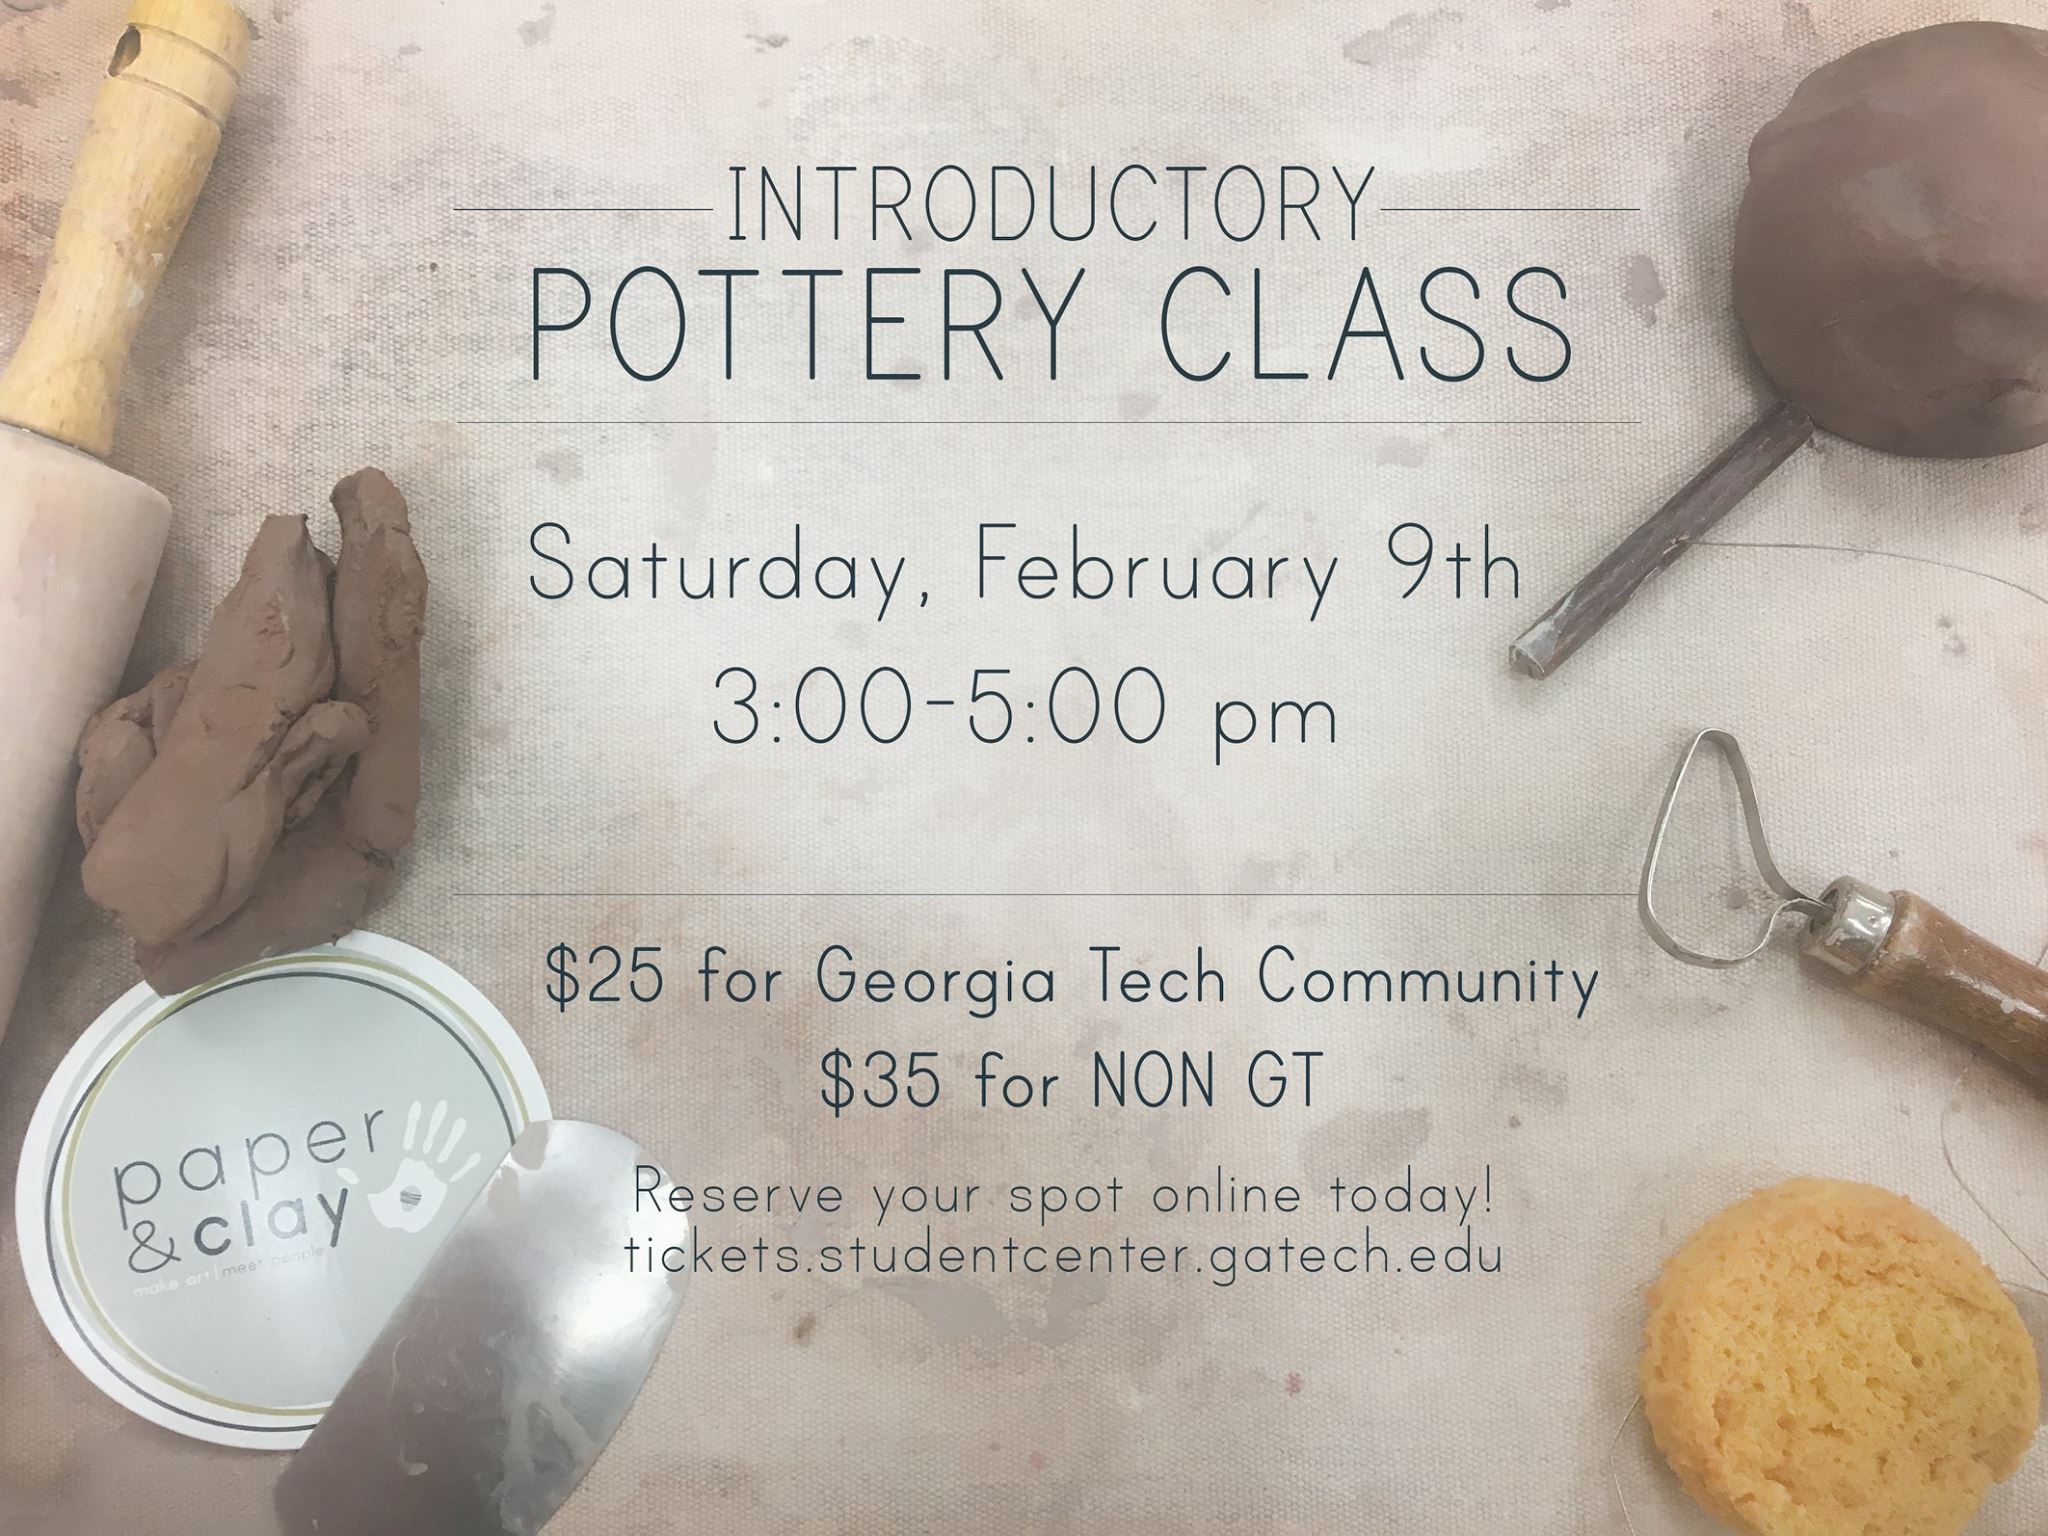 INTRODUCTORY
POTTERY CLASS
Saturday, February 9th
3:00-5:00 pm
$25 for Georgia Tech Community
$35 for NON GT
Reserve your spot online today!
tickets.studentcenter.gatech.edu
paper
& clay
make art | meet people